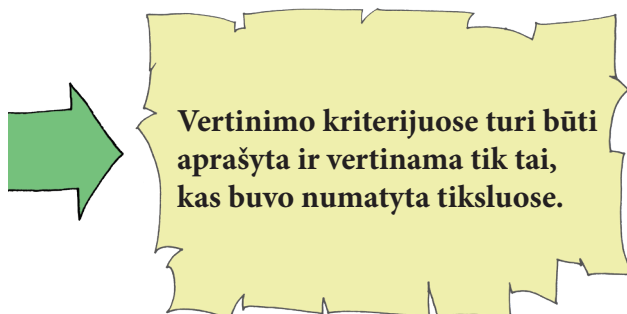 Vertinimo kriterijuose turi būti
aprašyta ir vertinama tik tai,
kas buvo numatyta tiksluose.